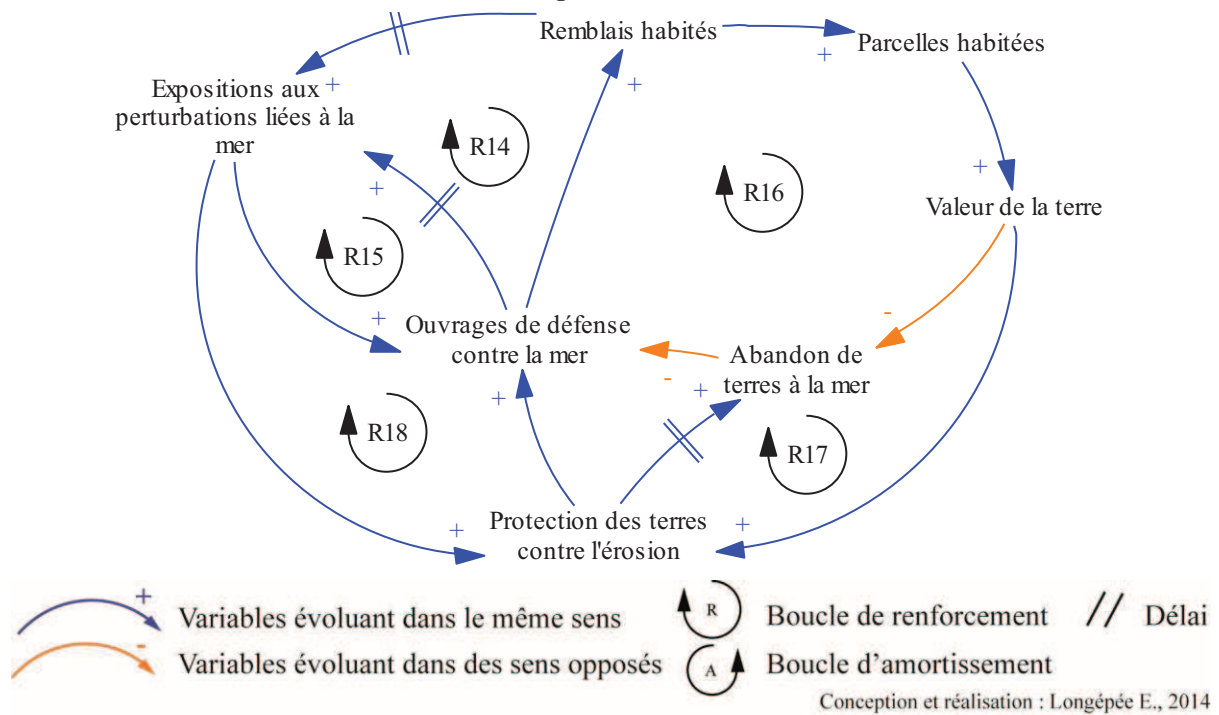 Remblais habités
+
Parcelles habitées
Expositions aux +
perturbations liées à la
mer
+
R14
+
R16
+
Valeur de la terre
R15
+
Ouvrages de défense
contre la mer
-
Abandon de
terres à la mer
-
+
+
R18
R17
Protection des terres
contre l'érosion
+
+
+ Variables évoluant dans le même sens
R Boucle de renforcement
// Délai
- Variables évoluant dans des sens opposés
A Boucle d’amortissement
Conception et réalisation : Longépée E., 2014